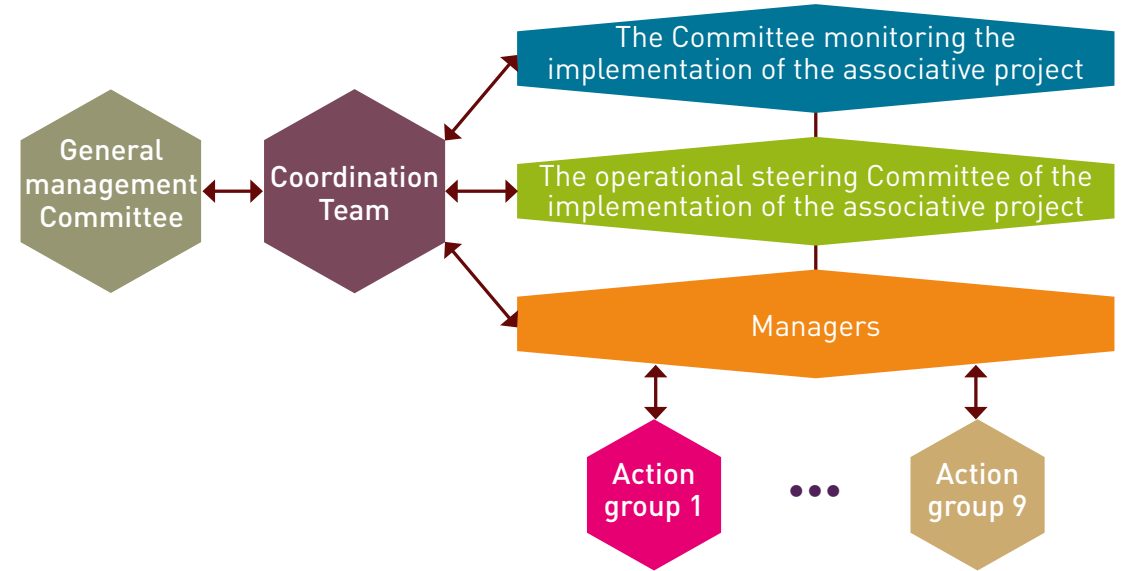 The Committee monitoring the
implementation of the associative project
General
management
Committee
Coordination
Team
The operational steering Committee of the
implementation of the associative project
Managers
Action
group 1
•••
Action
group 9